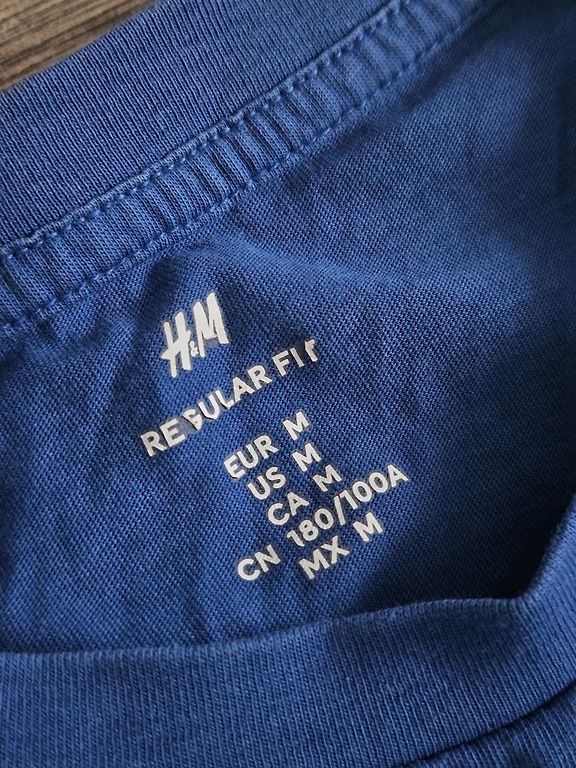 H&M
REGULAR FIT
EUR M
US M
CA M
CN 180/100A
MX M